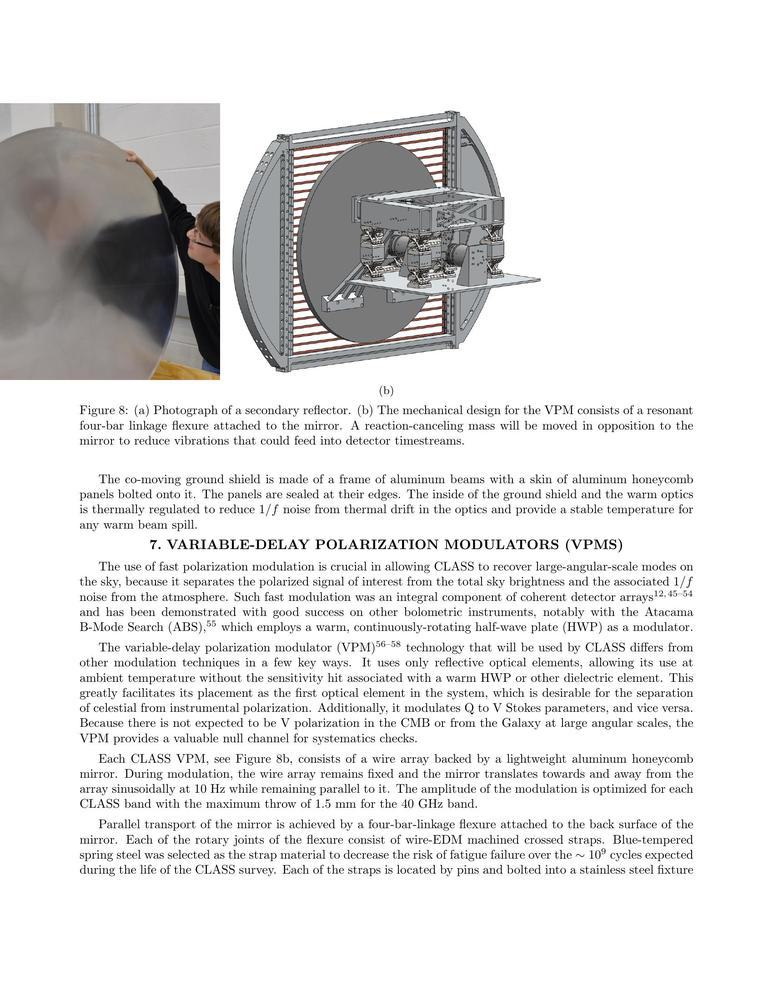 (b)
Figure 8: (a) Photograph of a secondary reflector. (b) The mechanical design for the VPM consists of a resonant
four-bar linkage flexure attached to the mirror. A reaction-canceling mass will be moved in opposition to the
mirror to reduce vibrations that could feed into detector timestreams.
The co-moving ground shield is made of a frame of aluminum beams with a skin of aluminum honeycomb
panels bolted onto it. The panels are sealed at their edges. The inside of the ground shield and the warm optics
is thermally regulated to reduce 1/f noise from thermal drift in the optics and provide a stable temperature for
any warm beam spill.
7. VARIABLE-DELAY POLARIZATION MODULATORS (VPMS)
The use of fast polarization modulation is crucial in allowing CLASS to recover large-angular-scale modes on
the sky, because it separates the polarized signal of interest from the total sky brightness and the associated 1/f
noise from the atmosphere. Such fast modulation was an integral component of coherent detector arrays12, 45–54
and has been demonstrated with good success on other bolometric instruments, notably with the Atacama
B-Mode Search (ABS),55 which employs a warm, continuously-rotating half-wave plate (HWP) as a modulator.
The variable-delay polarization modulator (VPM)56–58 technology that will be used by CLASS differs from
other modulation techniques in a few key ways. It uses only reflective optical elements, allowing its use at
ambient temperature without the sensitivity hit associated with a warm HWP or other dielectric element. This
greatly facilitates its placement as the first optical element in the system, which is desirable for the separation
of celestial from instrumental polarization. Additionally, it modulates Q to V Stokes parameters, and vice versa.
Because there is not expected to be V polarization in the CMB or from the Galaxy at large angular scales, the
VPM provides a valuable null channel for systematics checks.
Each CLASS VPM, see Figure 8b, consists of a wire array backed by a lightweight aluminum honeycomb
mirror. During modulation, the wire array remains fixed and the mirror translates towards and away from the
array sinusoidally at 10 Hz while remaining parallel to it. The amplitude of the modulation is optimized for each
CLASS band with the maximum throw of 1.5 mm for the 40 GHz band.
Parallel transport of the mirror is achieved by a four-bar-linkage flexure attached to the back surface of the
mirror. Each of the rotary joints of the flexure consist of wire-EDM machined crossed straps. Blue-tempered
spring steel was selected as the strap material to decrease the risk of fatigue failure over the ∼ 10⁹ cycles expected
during the life of the CLASS survey. Each of the straps is located by pins and bolted into a stainless steel fixture